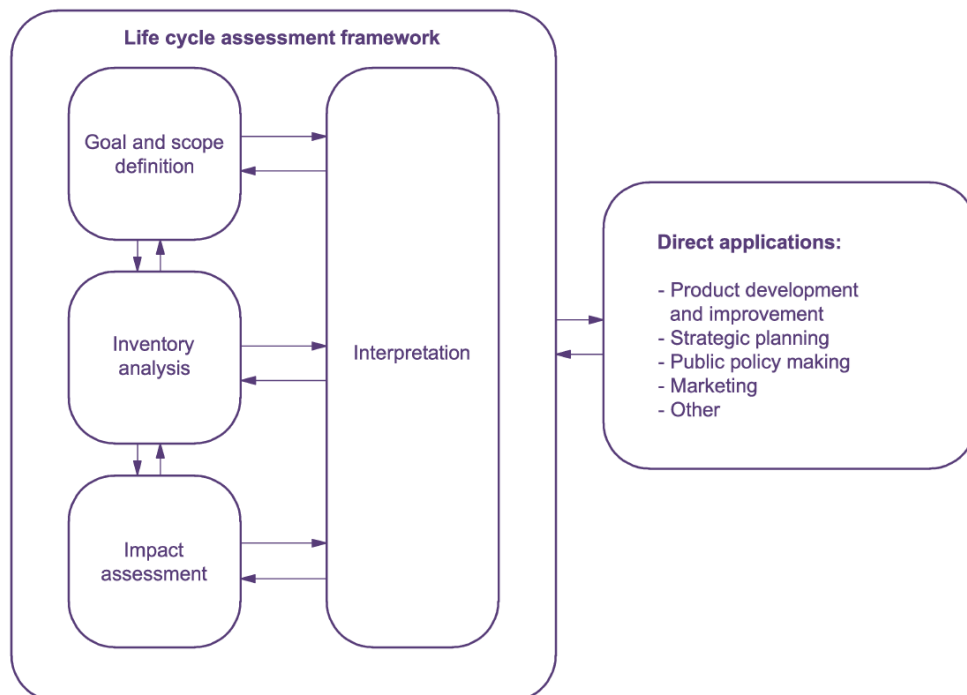 Life cycle assessment framework
Goal and scope
definition
Inventory
analysis
Impact
assessment
Interpretation
Direct applications:
- Product development
and improvement
- Strategic planning
- Public policy making
- Marketing
- Other